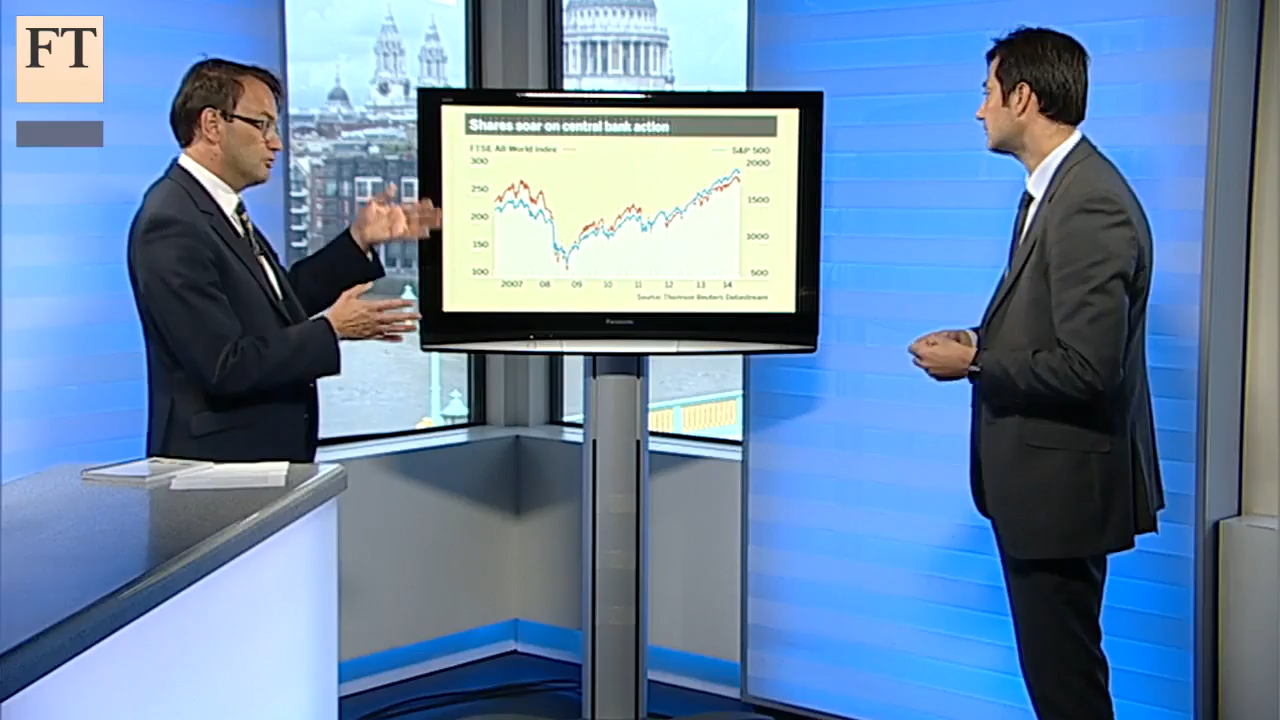 FT
Shares soar on central bank action
FTSE All-World Index
S&P 500
300
2000
250
1500
200
1000
150
100
500
2007 08 09 10 11 12 13 14
Source: Thomson Reuters Datastream
Panasonic